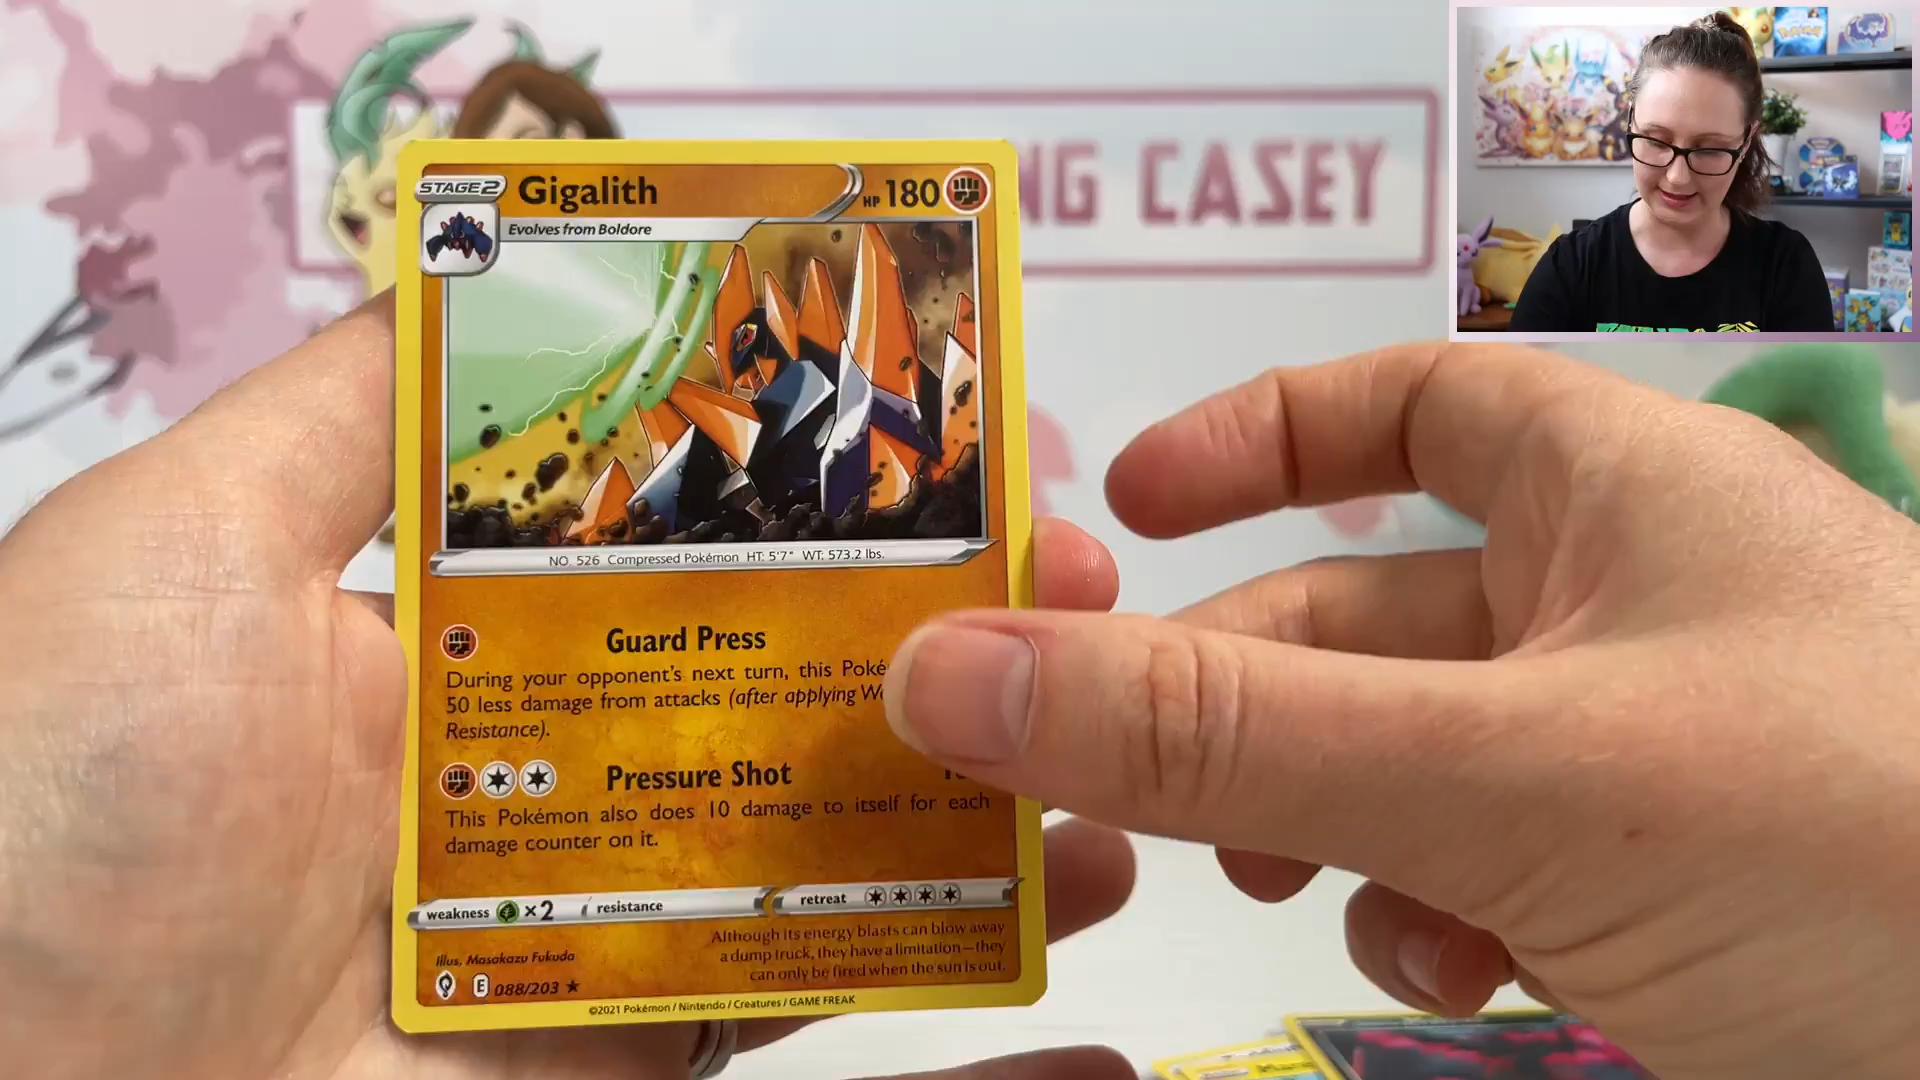 NG CASEY
STAGE 2 Gigalith HP 180
Evolves from Boldore
NO. 526 Compressed Pokémon HT: 5'7" WT: 573.2 lbs.
Guard Press
During your opponent's next turn, this Poké
50 less damage from attacks (after applying We
Resistance).
Pressure Shot
This Pokémon also does 10 damage to itself for each
damage counter on it.
weakness ×2 resistance retreat
Although its energy blasts can blow away
a dump truck, they have a limitation—they
can only be fired when the sun is out.
Illus. Masakazu Fukuda
E 088/203 ★
©2021 Pokémon / Nintendo / Creatures / GAME FREAK